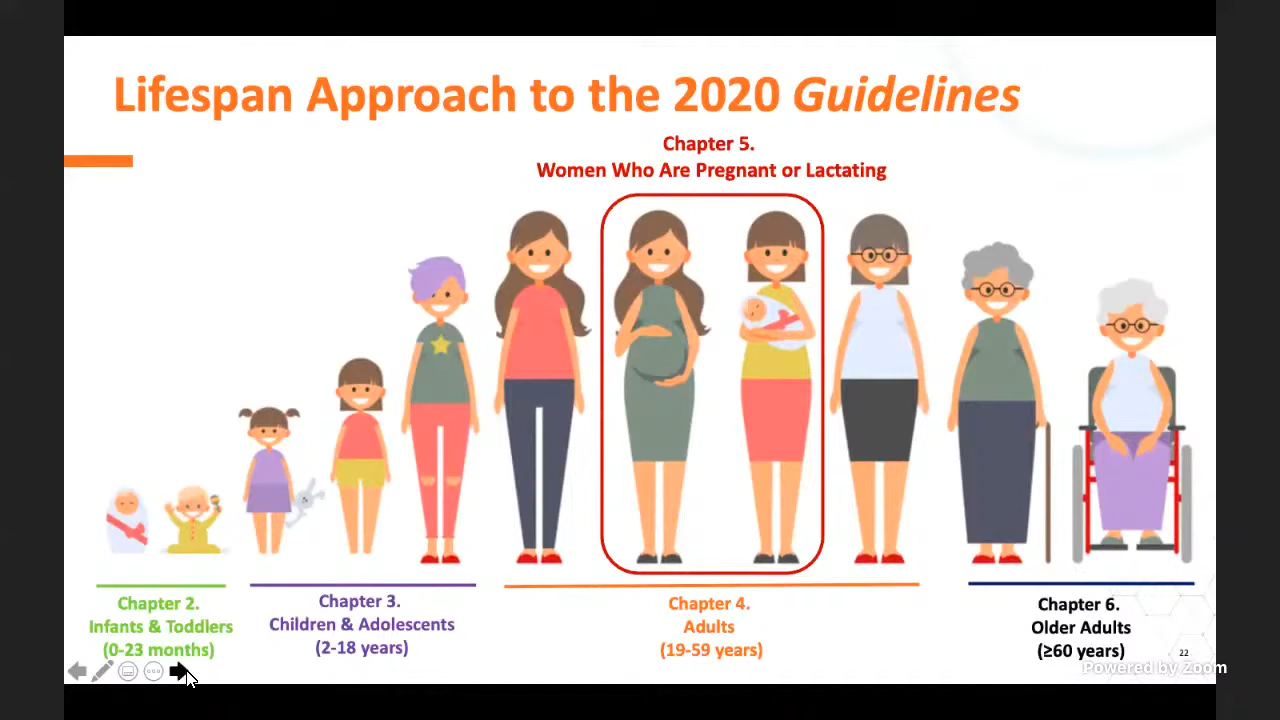 Lifespan Approach to the 2020 Guidelines
Chapter 5.
Women Who Are Pregnant or Lactating
Chapter 2.
Infants & Toddlers
(0-23 months)
Chapter 3.
Children & Adolescents
(2-18 years)
Chapter 4.
Adults
(19-59 years)
Chapter 6.
Older Adults
(≥60 years)
22
Powered by Zoom